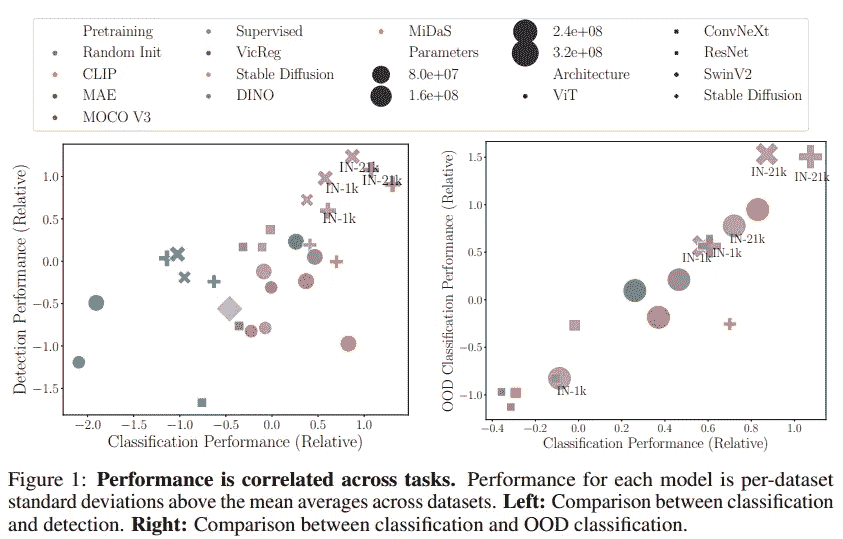 Pretraining
Random Init
CLIP
MAE
MOCO V3
Supervised
VicReg
Stable Diffusion
DINO
MiDaS
Parameters
8.0e+07
1.6e+08
2.4e+08
3.2e+08
Architecture
ViT
ConvNeXt
ResNet
SwinV2
Stable Diffusion
Detection Performance (Relative)
1.0
0.5
0.0
−0.5
−1.0
−1.5
IN-21k
IN-21k
IN-1k
IN-1k
−2.0 −1.5 −1.0 −0.5 0.0 0.5 1.0
Classification Performance (Relative)
OOD Classification Performance (Relative)
1.5
1.0
0.5
0.0
−0.5
−1.0
IN-21k
IN-21k
IN-21k
IN-1k
IN-1k
IN-1k
−0.4 −0.2 0.0 0.2 0.4 0.6 0.8 1.0
Classification Performance (Relative)
Figure 1: Performance is correlated across tasks. Performance for each model is per-dataset
standard deviations above the mean averages across datasets. Left: Comparison between classification
and detection. Right: Comparison between classification and OOD classification.